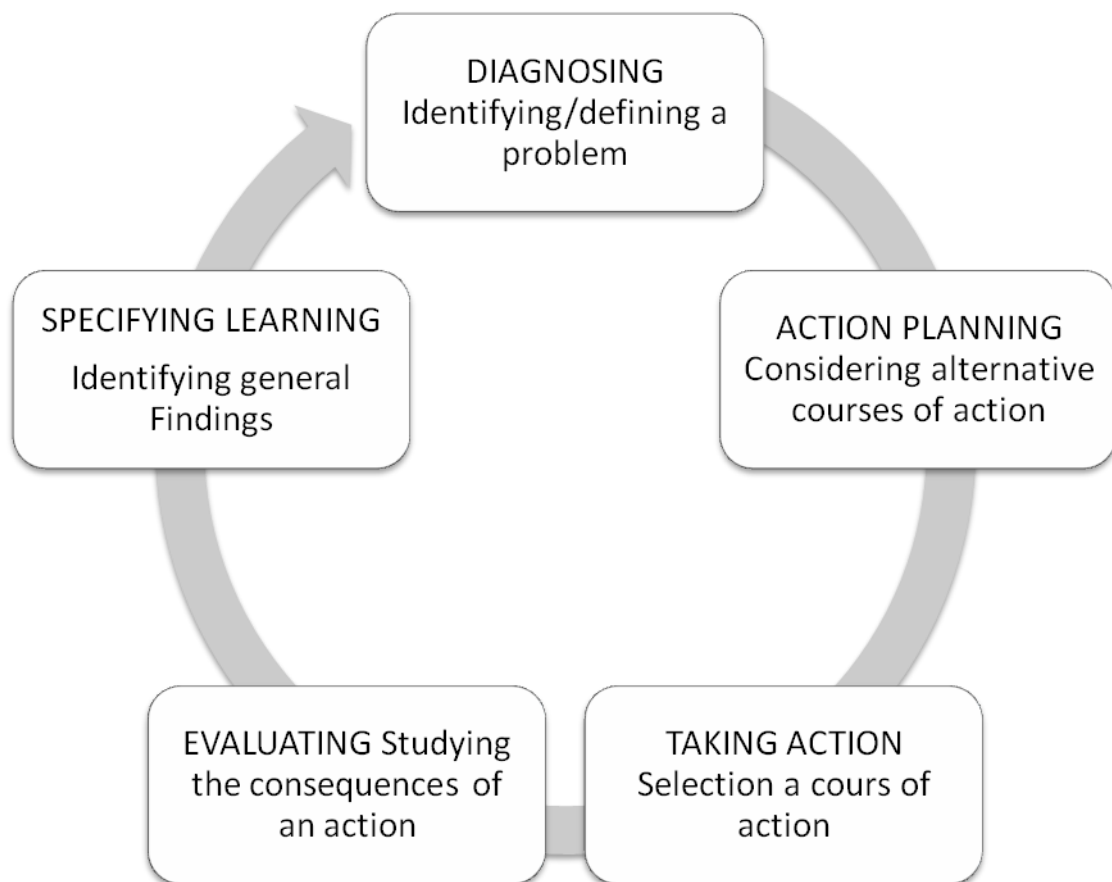 DIAGNOSING
Identifying/defining a
problem
ACTION PLANNING
Considering alternative
courses of action
TAKING ACTION
Selection a cours of
action
EVALUATING Studying
the consequences of
an action
SPECIFYING LEARNING
Identifying general
Findings